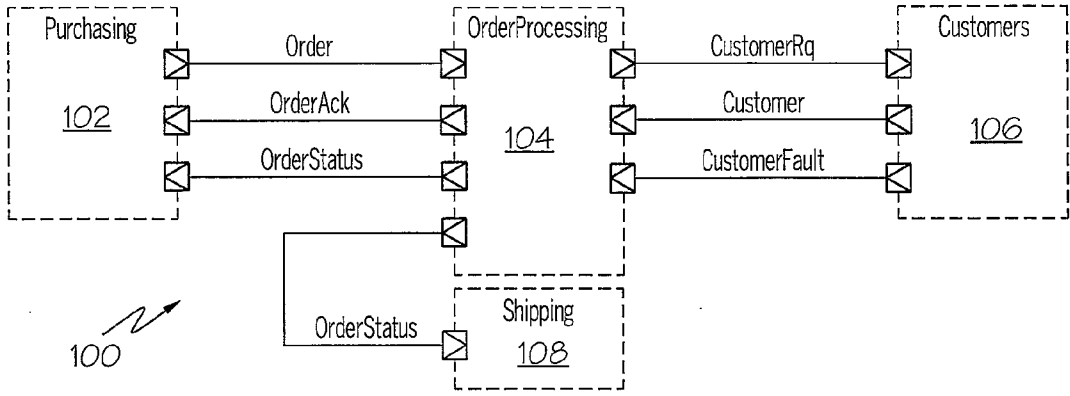 Purchasing
OrderProcessing
Customers
Order
CustomerRq
OrderAck
Customer
102
104
106
OrderStatus
CustomerFault
Shipping
OrderStatus
108
100